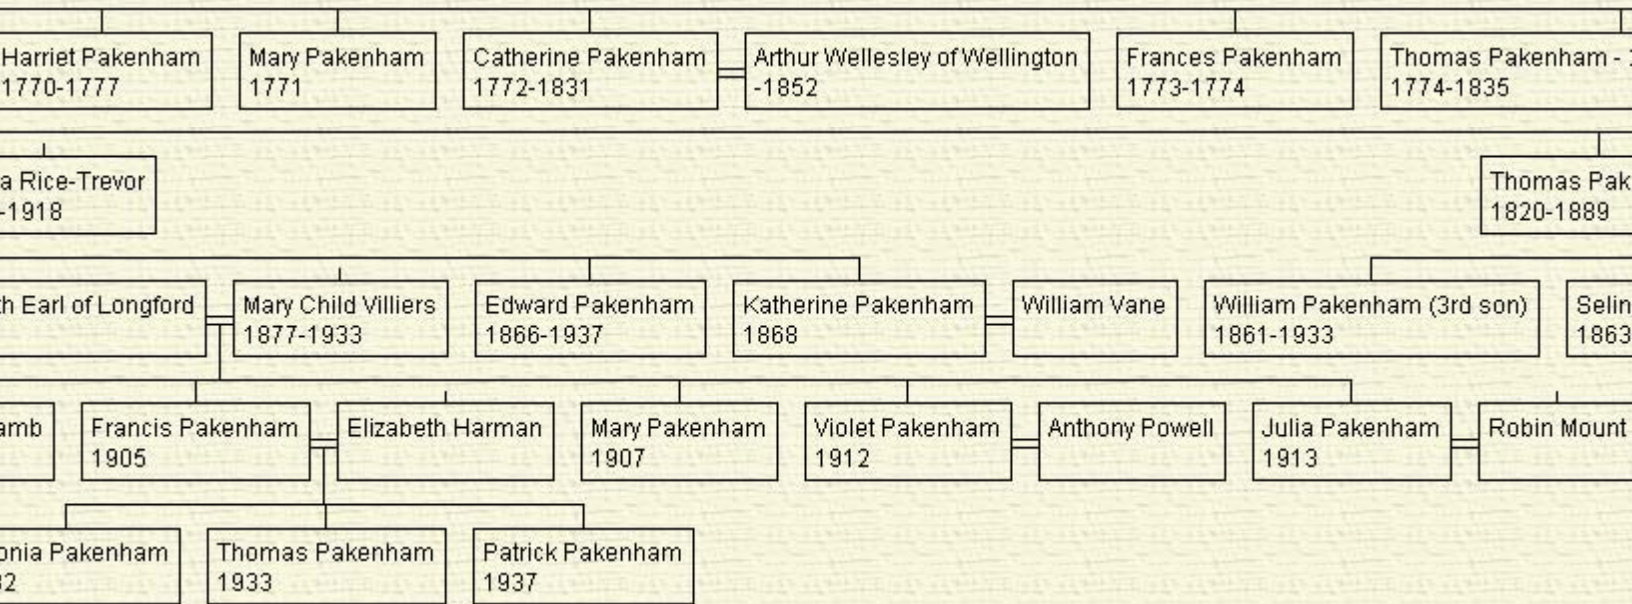 Harriet Pakenham
1770-1777
Mary Pakenham
1771
Catherine Pakenham
1772-1831
Arthur Wellesley of Wellington
-1852
Frances Pakenham
1773-1774
Thomas Pakenham -
1774-1835
a Rice-Trevor
-1918
Thomas Pak
1820-1889
th Earl of Longford
Mary Child Villiers
1877-1933
Edward Pakenham
1866-1937
Katherine Pakenham
1868
William Vane
William Pakenham (3rd son)
1861-1933
Selin
1863
amb
Francis Pakenham
1905
Elizabeth Harman
Mary Pakenham
1907
Violet Pakenham
1912
Anthony Powell
Julia Pakenham
1913
Robin Mount
onia Pakenham
32
Thomas Pakenham
1933
Patrick Pakenham
1937